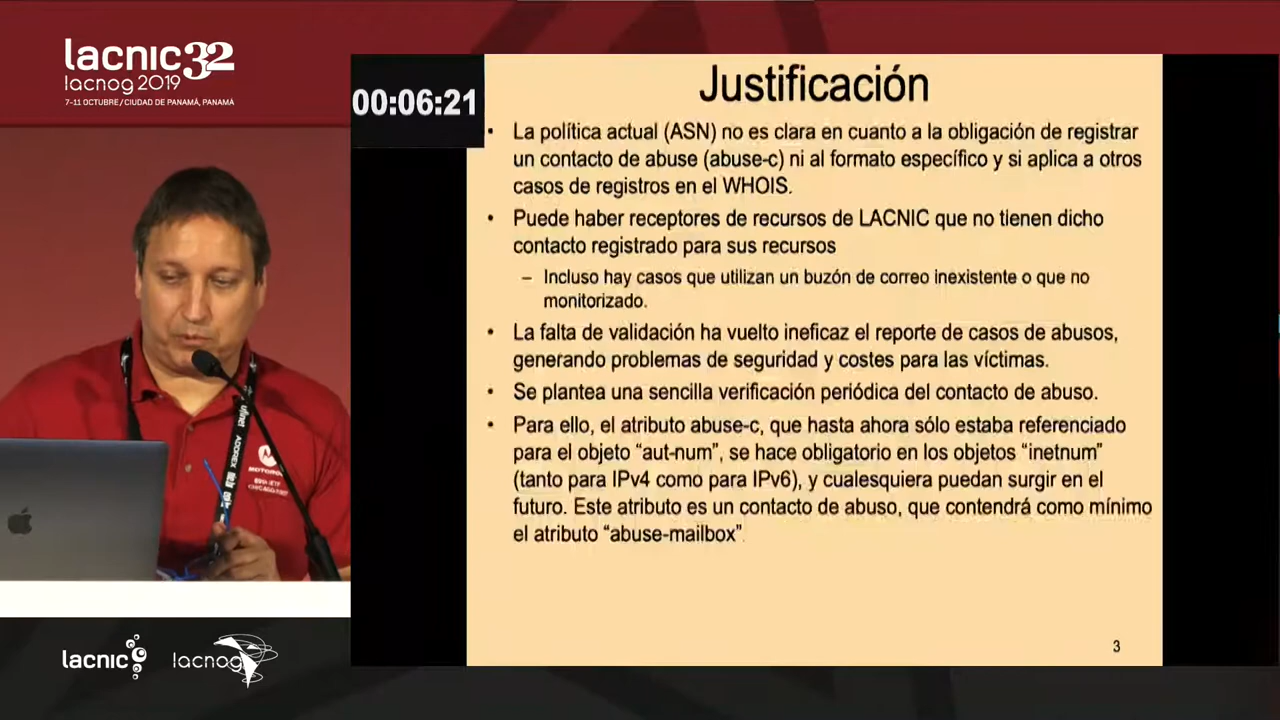 lacnic32
lacnog 2019
7-11 OCTUBRE / CIUDAD DE PANAMÁ, PANAMÁ
00:06:21
Justificación
• La política actual (ASN) no es clara en cuanto a la obligación de registrar
un contacto de abuse (abuse-c) ni al formato específico y si aplica a otros
casos de registros en el WHOIS.
• Puede haber receptores de recursos de LACNIC que no tienen dicho
contacto registrado para sus recursos
– Incluso hay casos que utilizan un buzón de correo inexistente o que no
monitorizado.
• La falta de validación ha vuelto ineficaz el reporte de casos de abusos,
generando problemas de seguridad y costes para las víctimas.
• Se plantea una sencilla verificación periódica del contacto de abuso.
• Para ello, el atributo abuse-c, que hasta ahora sólo estaba referenciado
para el objeto “aut-num”, se hace obligatorio en los objetos “inetnum”
(tanto para IPv4 como para IPv6), y cualesquiera puedan surgir en el
futuro. Este atributo es un contacto de abuso, que contendrá como mínimo
el atributo “abuse-mailbox”.
3
lacnic
lacnog